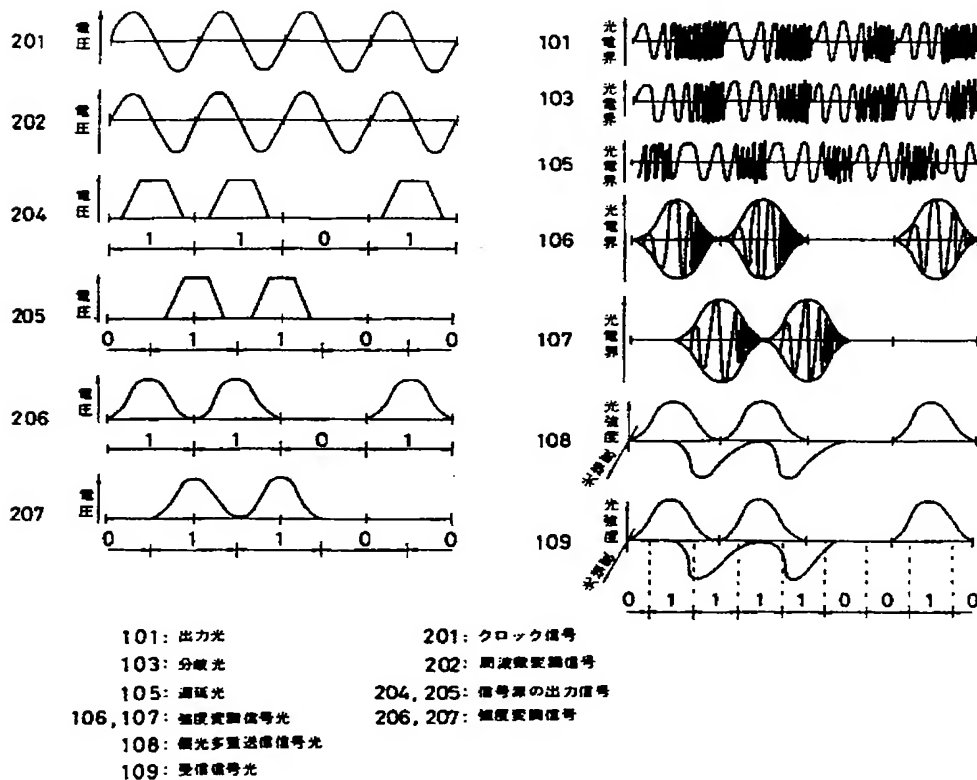 201 電圧
202 電圧
204 電圧
1 1 0 1
205 電圧
0 1 1 0 0
206 電圧
1 1 0 1
207 電圧
0 1 1 0 0
101 光電界
103 光電界
105 光電界
106 光電界
107 光電界
108 光強度
109 光強度
0 1 1 1 1 0 0 1 0
101: 出力光
103: 分岐光
105: 遅延光
106, 107: 強度変調信号光
108: 偏光多重送信信号光
109: 受信信号光
201: クロック信号
202: 周波数変調信号
204, 205: 信号源の出力信号
206, 207: 強度変調信号